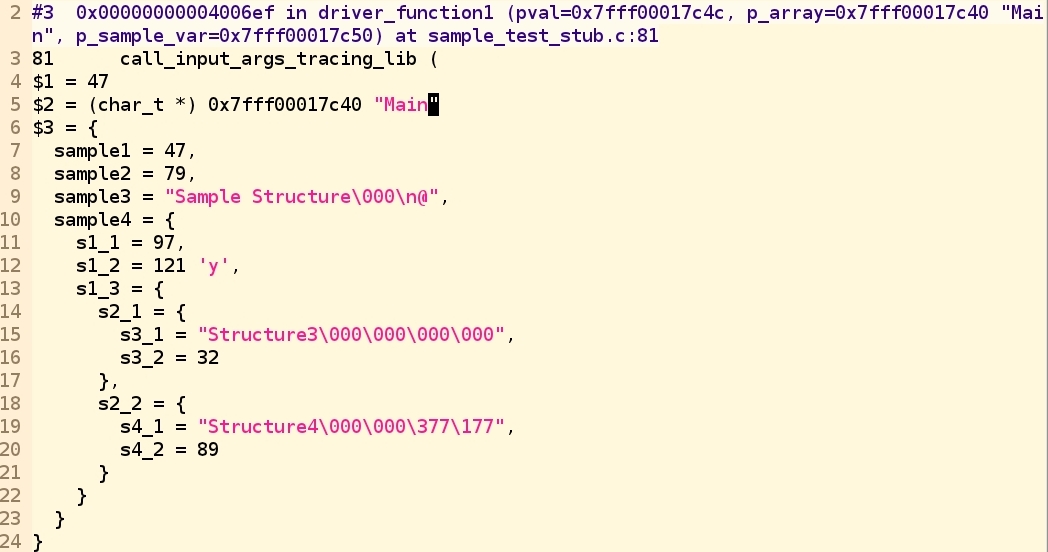 2 #3  0x00000000004006ef in driver_function1 (pval=0x7fff00017c4c, p_array=0x7fff00017c40 "Mai
n", p_sample_var=0x7fff00017c50) at sample_test_stub.c:81
3 81      call_input_args_tracing_lib (
4 $1 = 47
5 $2 = (char_t *) 0x7fff00017c40 "Main"
6 $3 = {
7   sample1 = 47,
8   sample2 = 79,
9   sample3 = "Sample Structure\000\n@",
10   sample4 = {
11     s1_1 = 97,
12     s1_2 = 121 'y',
13     s1_3 = {
14       s2_1 = {
15         s3_1 = "Structure3\000\000\000\000",
16         s3_2 = 32
17       },
18       s2_2 = {
19         s4_1 = "Structure4\000\000\377\177",
20         s4_2 = 89
21       }
22     }
23   }
24 }